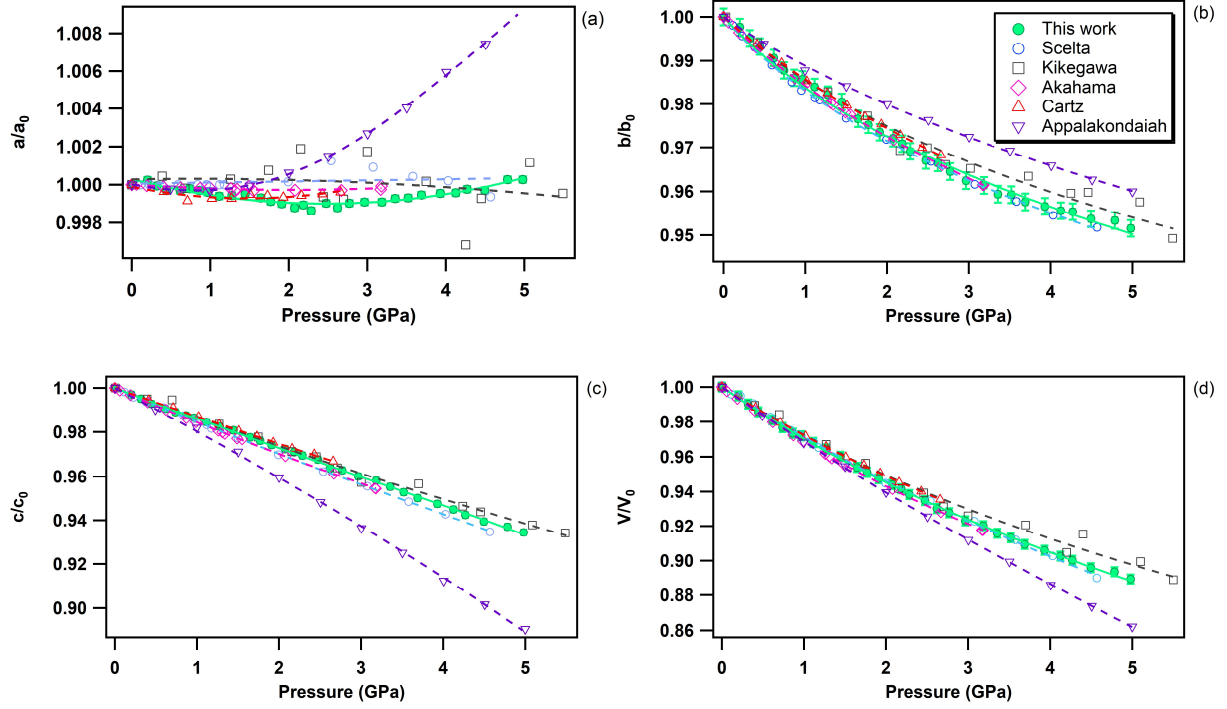 (a)
1.008
1.006
1.004
1.002
1.000
0.998
a/a0
0 1 2 3 4 5
Pressure (GPa)
(b)
1.00
0.99
0.98
0.97
0.96
0.95
b/b0
This work
Scelta
Kikegawa
Akahama
Cartz
Appalakondaiah
0 1 2 3 4 5
Pressure (GPa)
(c)
1.00
0.98
0.96
0.94
0.92
0.90
c/c0
0 1 2 3 4 5
Pressure (GPa)
(d)
1.00
0.98
0.96
0.94
0.92
0.90
0.88
0.86
V/V0
0 1 2 3 4 5
Pressure (GPa)